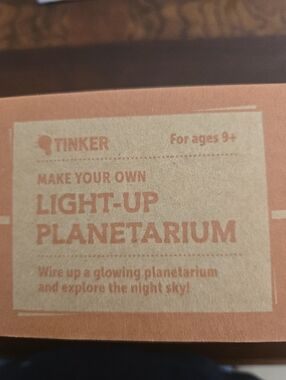 TINKER
For ages 9+
MAKE YOUR OWN
LIGHT-UP
PLANETARIUM
Wire up a glowing planetarium
and explore the night sky!